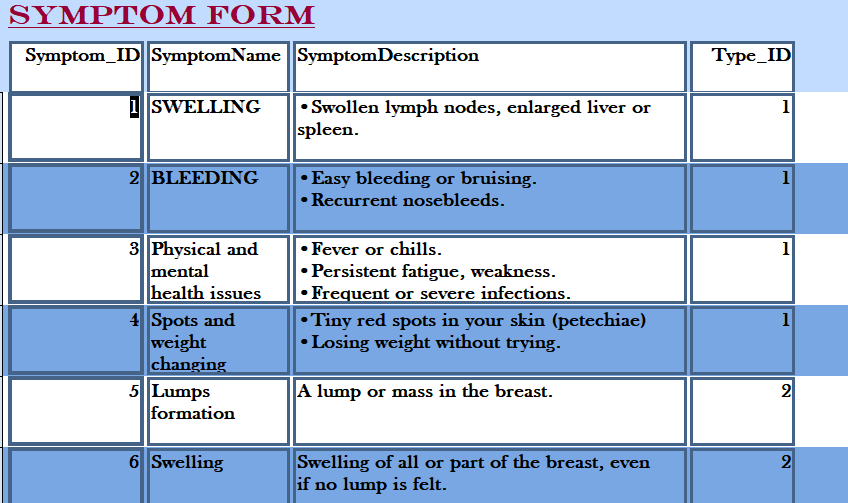 SYMPTOM FORM
Symptom_ID SymptomName SymptomDescription Type_ID
1 SWELLING • Swollen lymph nodes, enlarged liver or 1
spleen.
2 BLEEDING • Easy bleeding or bruising. 1
• Recurrent nosebleeds.
3 Physical and • Fever or chills. 1
mental • Persistent fatigue, weakness.
health issues • Frequent or severe infections.
4 Spots and • Tiny red spots in your skin (petechiae) 1
weight • Losing weight without trying.
changing
5 Lumps A lump or mass in the breast. 2
formation
6 Swelling Swelling of all or part of the breast, even 2
if no lump is felt.